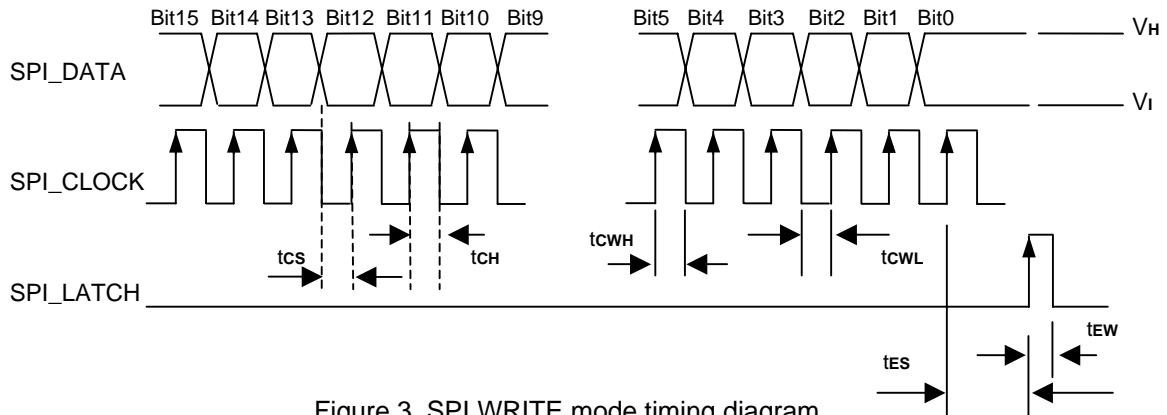 Bit15 Bit14 Bit13 Bit12 Bit11 Bit10 Bit9 Bit5 Bit4 Bit3 Bit2 Bit1 Bit0
VH
SPI_DATA
VI
SPI_CLOCK
tCS tCH tCWH tCWL
SPI_LATCH
tEW
tES
Figure 3. SPI WRITE mode timing diagram